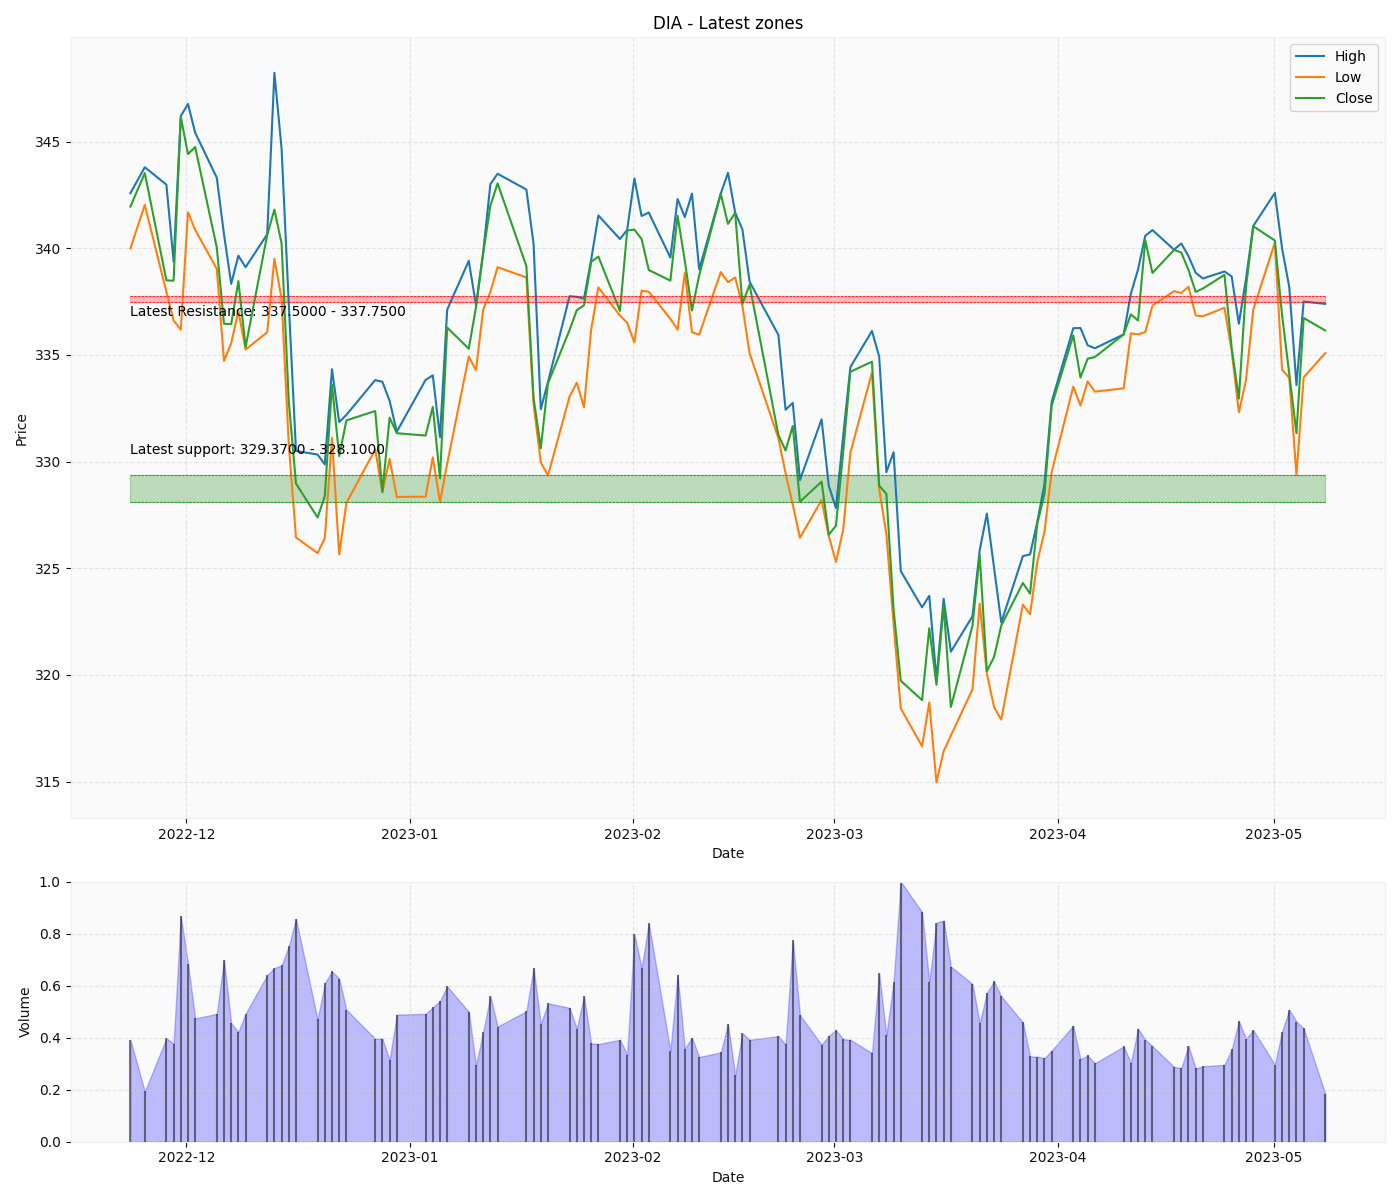 DIA - Latest zones
High
Low
Close
345
340
Latest Resistance: 337.5000 - 337.7500
335
Latest support: 329.3700 - 328.1000
330
325
320
315
Price
2022-12 2023-01 2023-02 2023-03 2023-04 2023-05
Date
1.0
0.8
0.6
0.4
0.2
0.0
Volume
2022-12 2023-01 2023-02 2023-03 2023-04 2023-05
Date